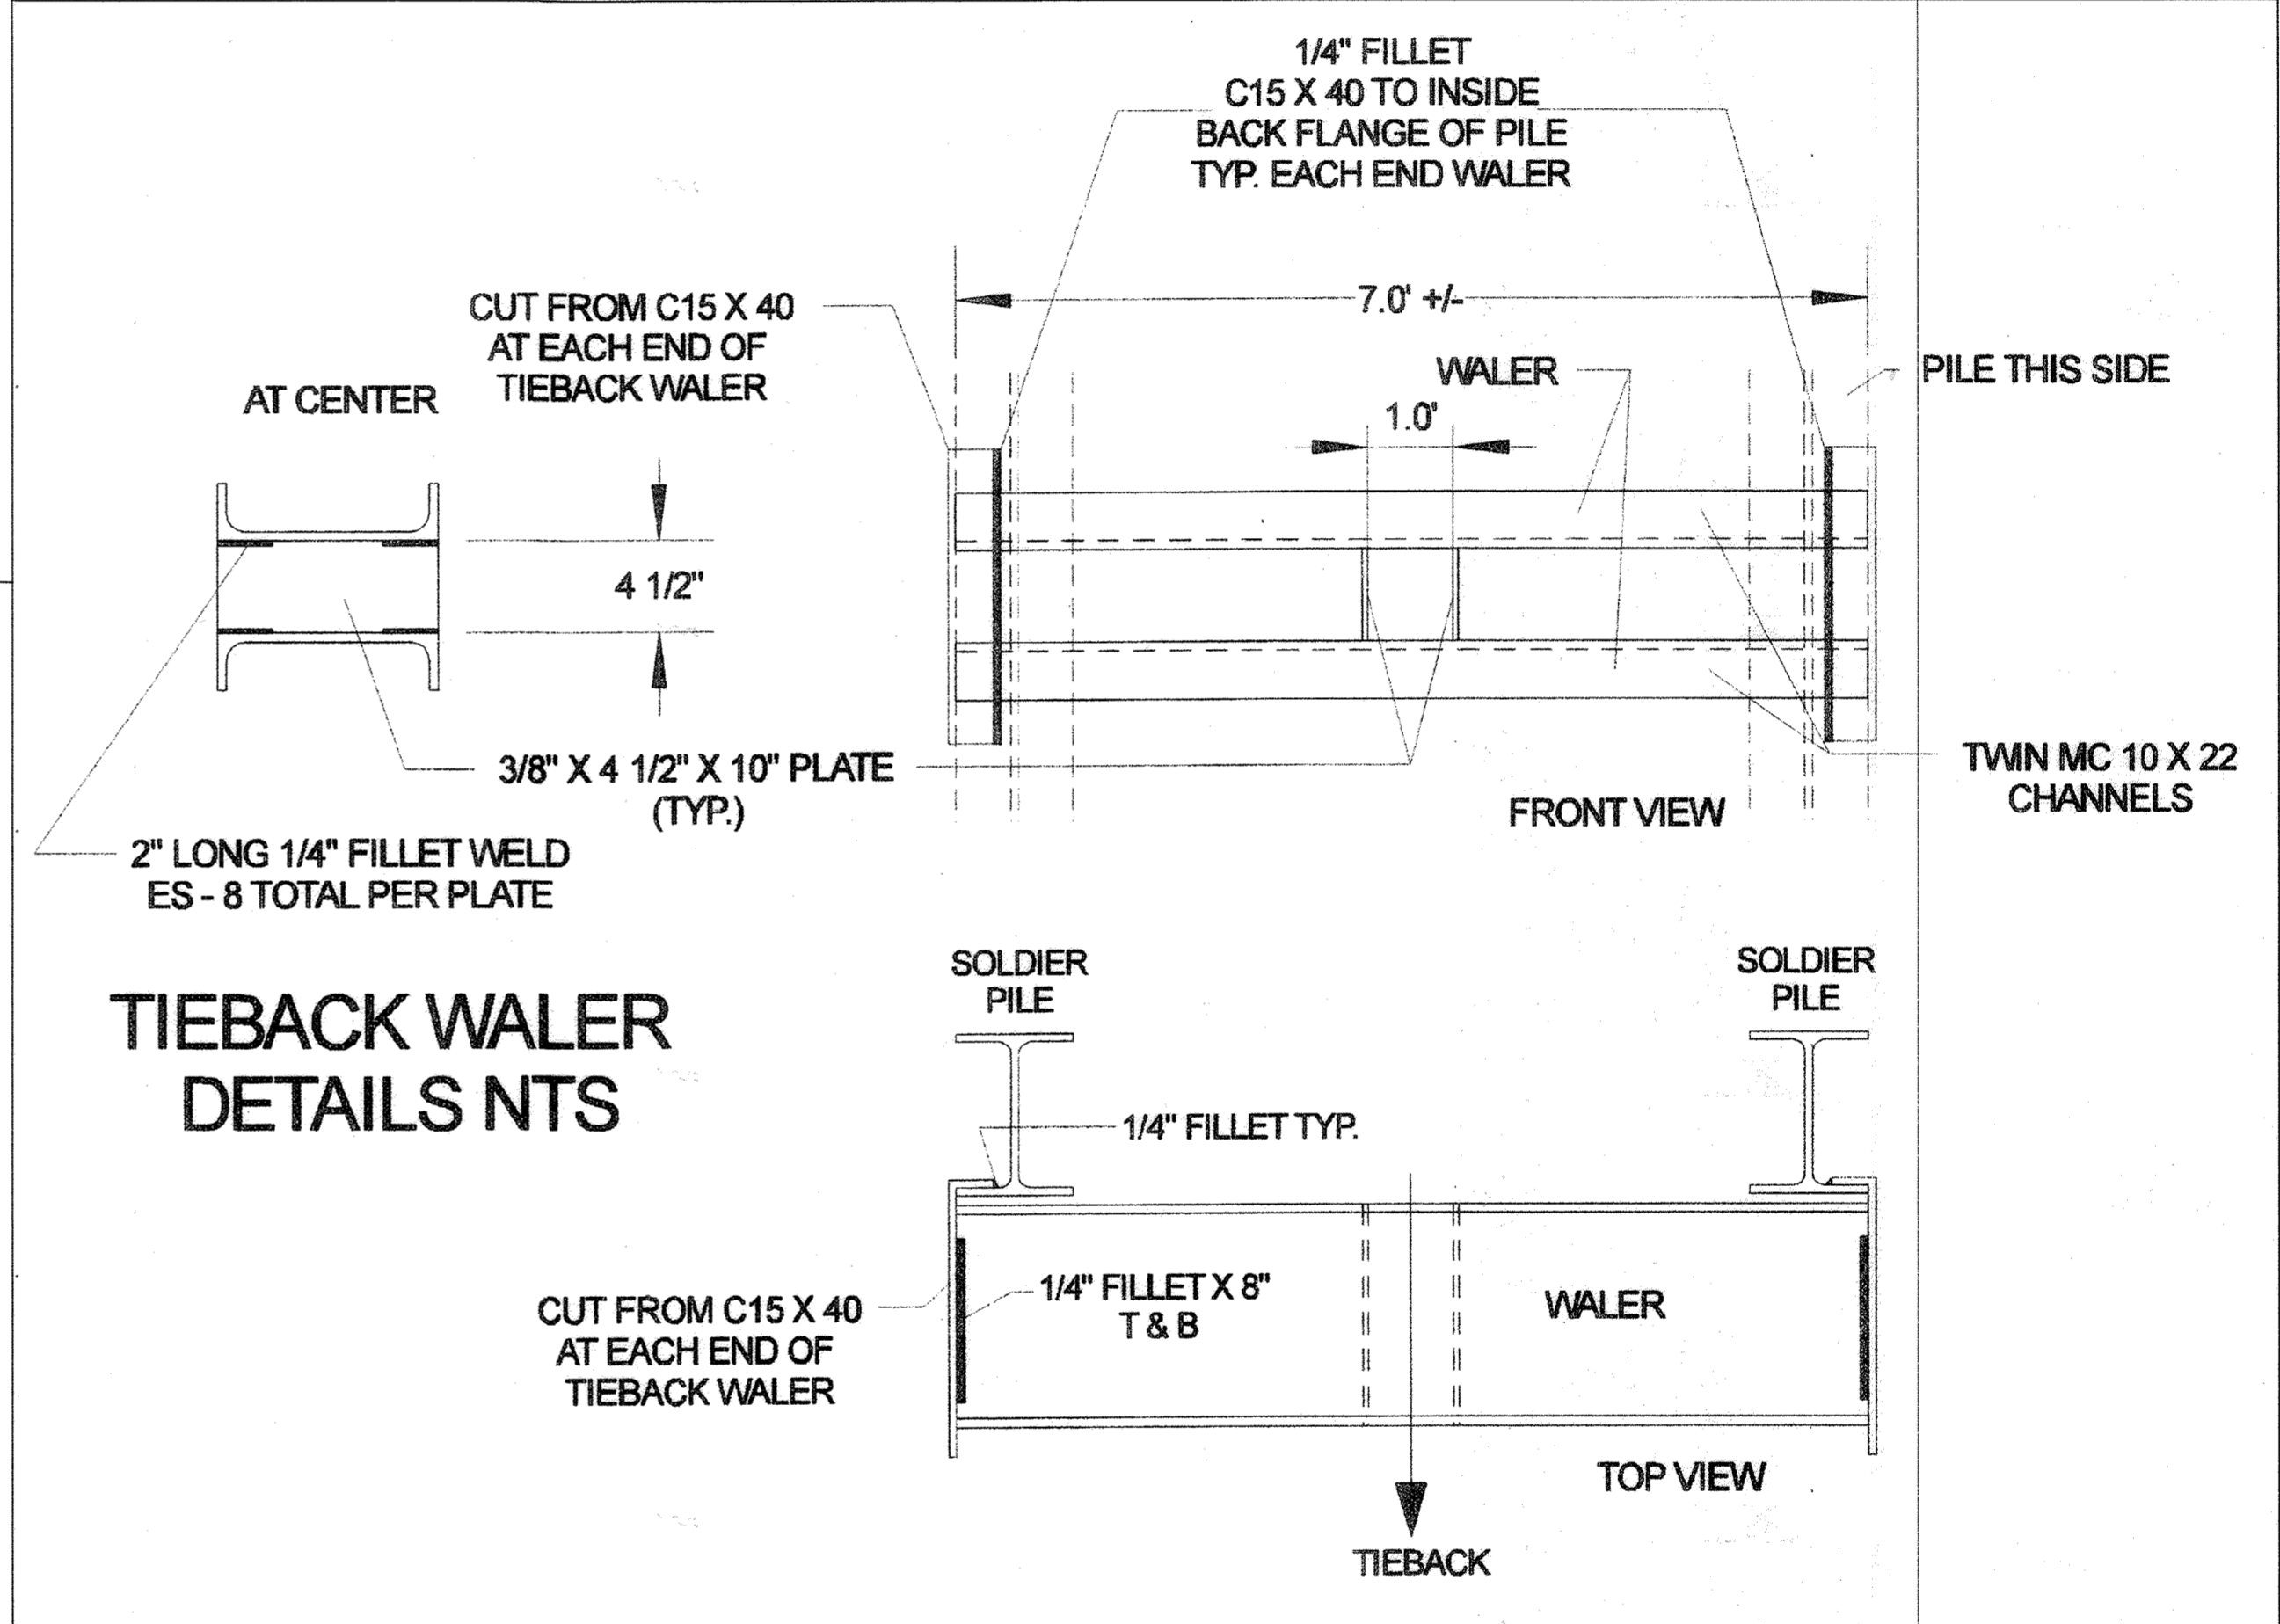 1/4" FILLET
C15 X 40 TO INSIDE
BACK FLANGE OF PILE
TYP. EACH END WALER
CUT FROM C15 X 40
AT EACH END OF
TIEBACK WALER
7.0' +/-
AT CENTER
WALER
PILE THIS SIDE
1.0'
4 1/2"
3/8" X 4 1/2" X 10" PLATE
(TYP.)
TWIN MC 10 X 22
CHANNELS
FRONT VIEW
2" LONG 1/4" FILLET WELD
ES - 8 TOTAL PER PLATE
SOLDIER
PILE
SOLDIER
PILE
TIEBACK WALER
DETAILS NTS
1/4" FILLET TYP.
1/4" FILLET X 8"
T & B
WALER
CUT FROM C15 X 40
AT EACH END OF
TIEBACK WALER
TOP VIEW
TIEBACK